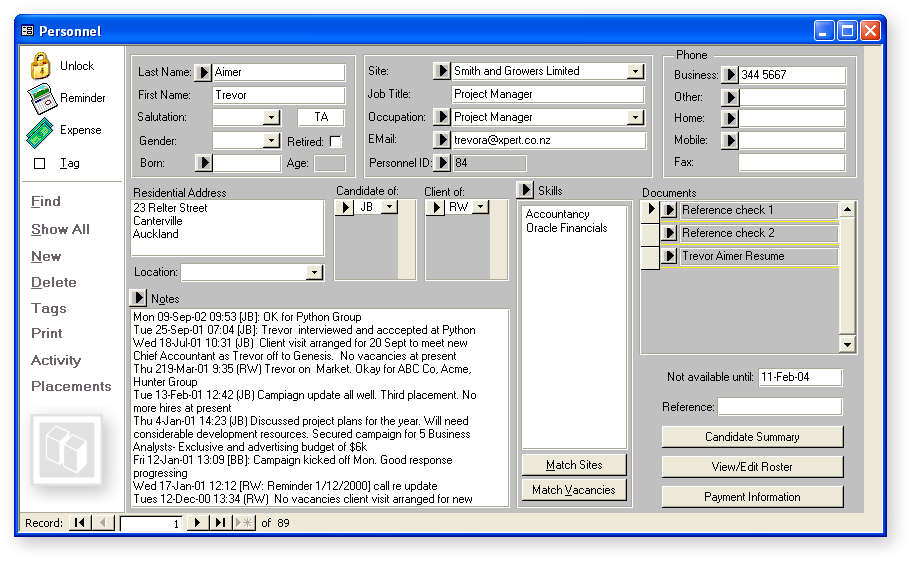 Personnel
Unlock
Reminder
Expense
Tag
Find
Show All
New
Delete
Tags
Print
Activity
Placements
Last Name: Aimer
First Name: Trevor
Salutation: TA
Gender: Retired:
Born: Age:
Site: Smith and Growers Limited
Job Title: Project Manager
Occupation: Project Manager
EMail: trevora@xpert.co.nz
Personnel ID: 84
Phone
Business: 344 5667
Other:
Home:
Mobile:
Fax:
Residential Address
23 Relter Street
Canterville
Auckland
Location:
Candidate of:
JB
Client of:
RW
Skills
Accountancy
Oracle Financials
Match Sites
Match Vacancies
Documents
Reference check 1
Reference check 2
Trevor Aimer Resume
Notes
Mon 09-Sep-02 09:53 [JB]: OK for Python Group
Tue 25-Sep-01 07:04 [JB]: Trevor interviewed and acccepted at Python
Wed 18-Jul-01 10:31 (JB) Client visit arranged for 20 Sept to meet new
Chief Accountant as Trevor off to Genesis. No vacancies at present
Thu 219-Mar-01 9:35 (RW) Trevor on Market. Okay for ABC Co, Acme,
Hunter Group
Tue 13-Feb-01 12:42 (JB) Camplaign update all well. Third placement. No
more hires at present
Thu 4-Jan-01 14:23 (JB) Discussed project plans for the year. Will need
considerable development resources. Secured campaign for 5 Business
Analysts- Exclusive and advertising budget of $6k
Fri 12-Jan-01 13:09 [BB]: Campaign kicked off Mon. Good response
progressing
Wed 17-Jan-01 12:12 [RW: Reminder 1/12/2000] call re update
Tues 12-Dec-00 13:34 (RW) No vacancies client visit arranged for new
Not available until: 11-Feb-04
Reference:
Candidate Summary
View/Edit Roster
Payment Information
Record: 1 of 89